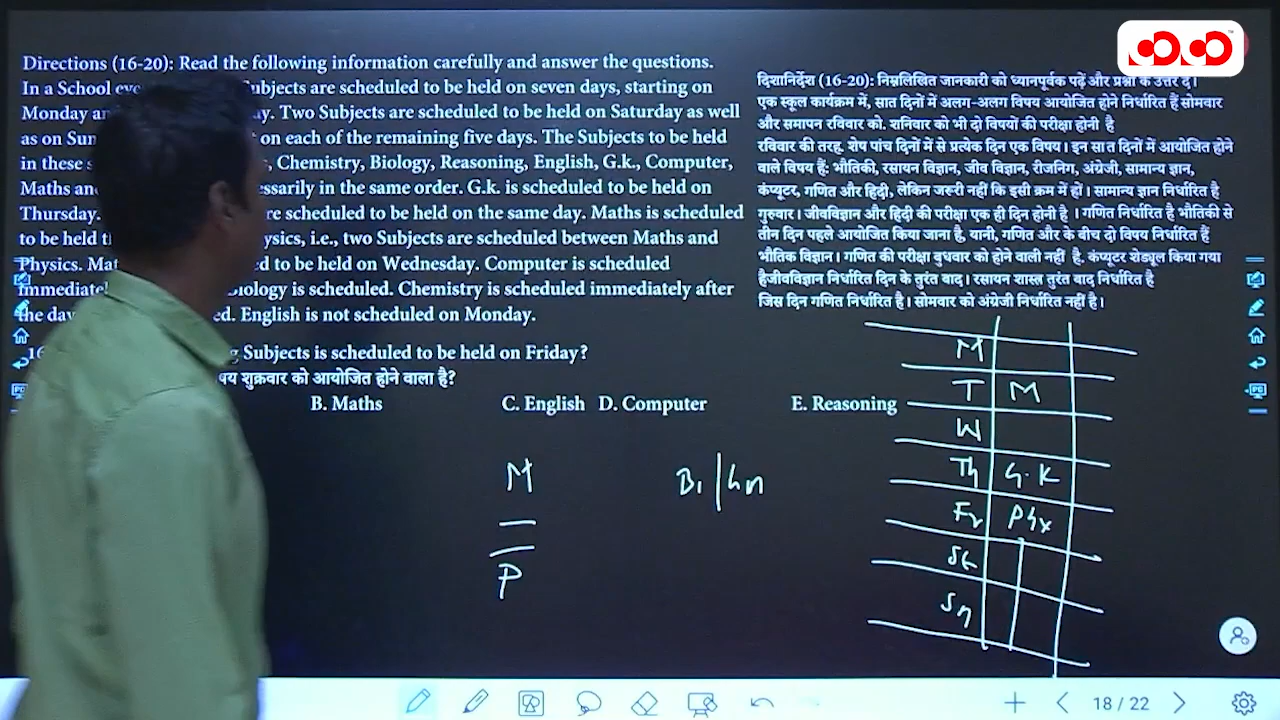 Directions (16-20): Read the following information carefully and answer the questions.
In a School ubjects are scheduled to be held on seven days, starting on
Monday y. Two Subjects are scheduled to be held on Saturday as well
as on Sun on each of the remaining five days. The Subjects to be held
in these s , Chemistry, Biology, Reasoning, English, G.k., Computer,
Maths an essarily in the same order. G.k. is scheduled to be held on
Thursday. re scheduled to be held on the same day. Maths is scheduled
to be held t ysics, i.e., two Subjects are scheduled between Maths and
Physics. Mat ed to be held on Wednesday. Computer is scheduled
immediatel Biology is scheduled. Chemistry is scheduled immediately after
the day ed. English is not scheduled on Monday.
16 g Subjects is scheduled to be held on Friday?
षय शुक्रवार को आयोजित होने वाला है?
B. Maths C. English D. Computer E. Reasoning
दिशानिर्देश (16-20): निम्नलिखित जानकारी को ध्यानपूर्वक पढ़ें और प्रश्नों के उत्तर दें।
एक स्कूल कार्यक्रम में, सात दिनों में अलग-अलग विषय आयोजित होने निर्धारित हैं सोमवार
और समापन रविवार को. शनिवार को भी दो विषयों की परीक्षा होनी है
रविवार की तरह, शेष पांच दिनों में से प्रत्येक दिन एक विषय। इन सात दिनों में आयोजित होने
वाले विषय हैं: भौतिकी, रसायन विज्ञान, जीव विज्ञान, रीजनिंग, अंग्रेजी, सामान्य ज्ञान,
कंप्यूटर, गणित और हिंदी, लेकिन जरूरी नहीं कि इसी क्रम में हों। सामान्य ज्ञान निर्धारित है
गुरुवार। जीवविज्ञान और हिंदी की परीक्षा एक ही दिन होनी है । गणित निर्धारित है भौतिकी से
तीन दिन पहले आयोजित किया जाना है, यानी, गणित और के बीच दो विषय निर्धारित हैं
भौतिक विज्ञान। गणित की परीक्षा बुधवार को होने वाली नहीं है. कंप्यूटर शेड्यूल किया गया
हैजीवविज्ञान निर्धारित दिन के तुरंत बाद। रसायन शास्त्र तुरंत बाद निर्धारित है
जिस दिन गणित निर्धारित है। सोमवार को अंग्रेजी निर्धारित नहीं है।
M
P
M
T M
W
Th G.K
Fr Phx
St
Sn
18 / 22